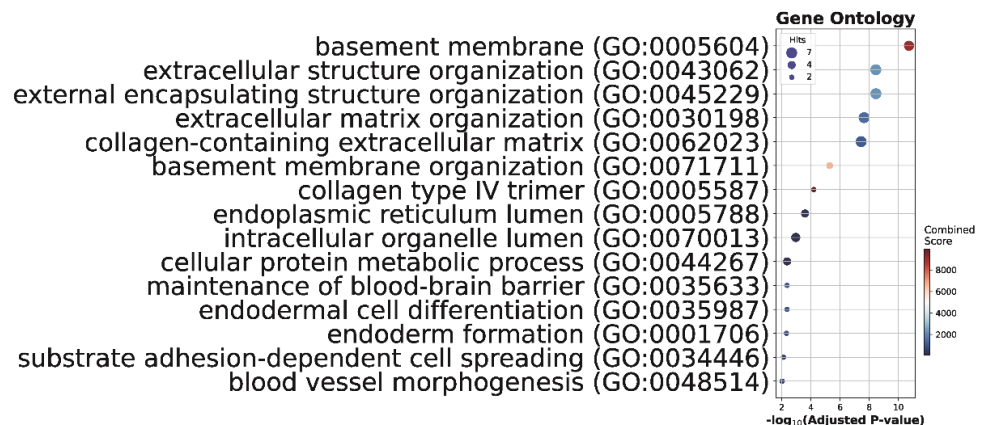 Gene Ontology
basement membrane (GO:0005604)
extracellular structure organization (GO:0043062)
external encapsulating structure organization (GO:0045229)
extracellular matrix organization (GO:0030198)
collagen-containing extracellular matrix (GO:0062023)
basement membrane organization (GO:0071711)
collagen type IV trimer (GO:0005587)
endoplasmic reticulum lumen (GO:0005788)
intracellular organelle lumen (GO:0070013)
cellular protein metabolic process (GO:0044267)
maintenance of blood-brain barrier (GO:0035633)
endodermal cell differentiation (GO:0035987)
endoderm formation (GO:0001706)
substrate adhesion-dependent cell spreading (GO:0034446)
blood vessel morphogenesis (GO:0048514)
Hits
7
4
2
Combined
Score
8000
6000
4000
2000
2 4 6 8 10
-log₁₀(Adjusted P-value)